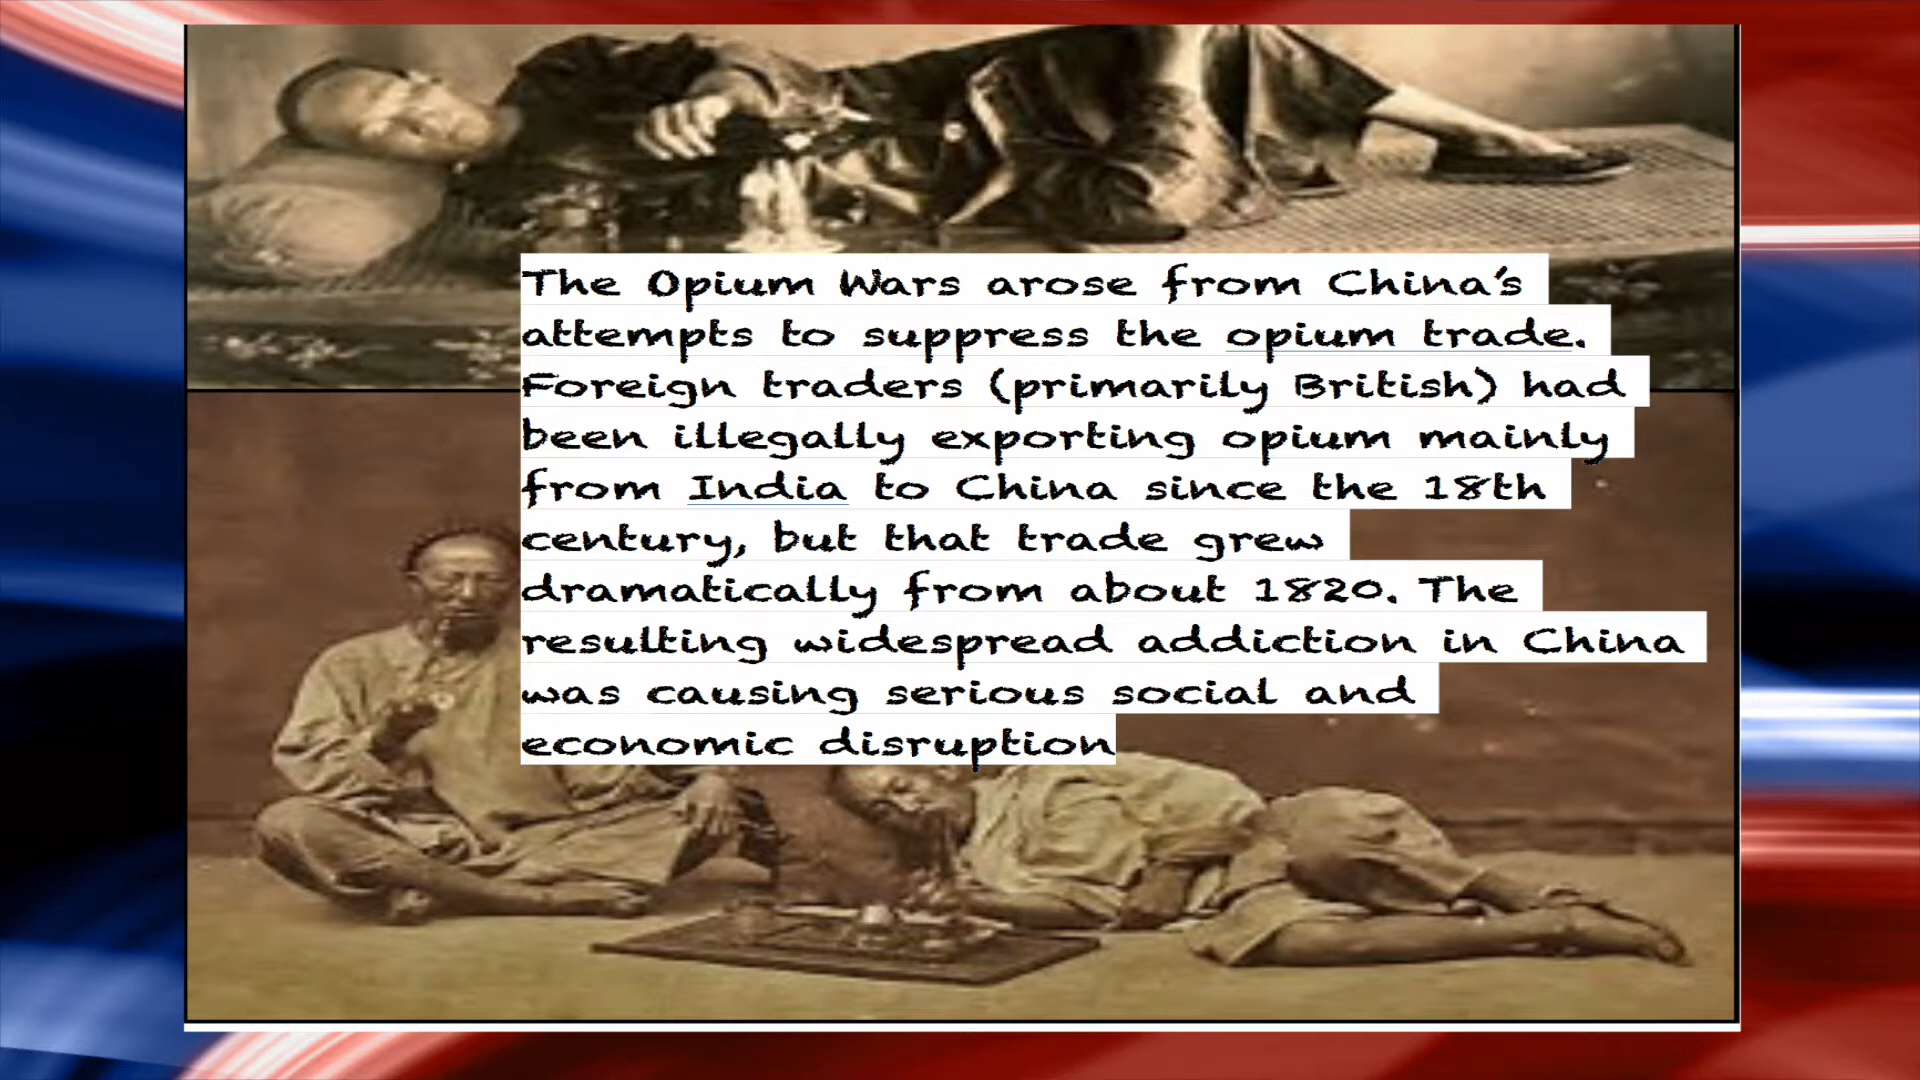 The Opium Wars arose from China's
attempts to suppress the opium trade.
Foreign traders (primarily British) had
been illegally exporting opium mainly
from India to China since the 18th
century, but that trade grew
dramatically from about 1820. The
resulting widespread addiction in China
was causing serious social and
economic disruption